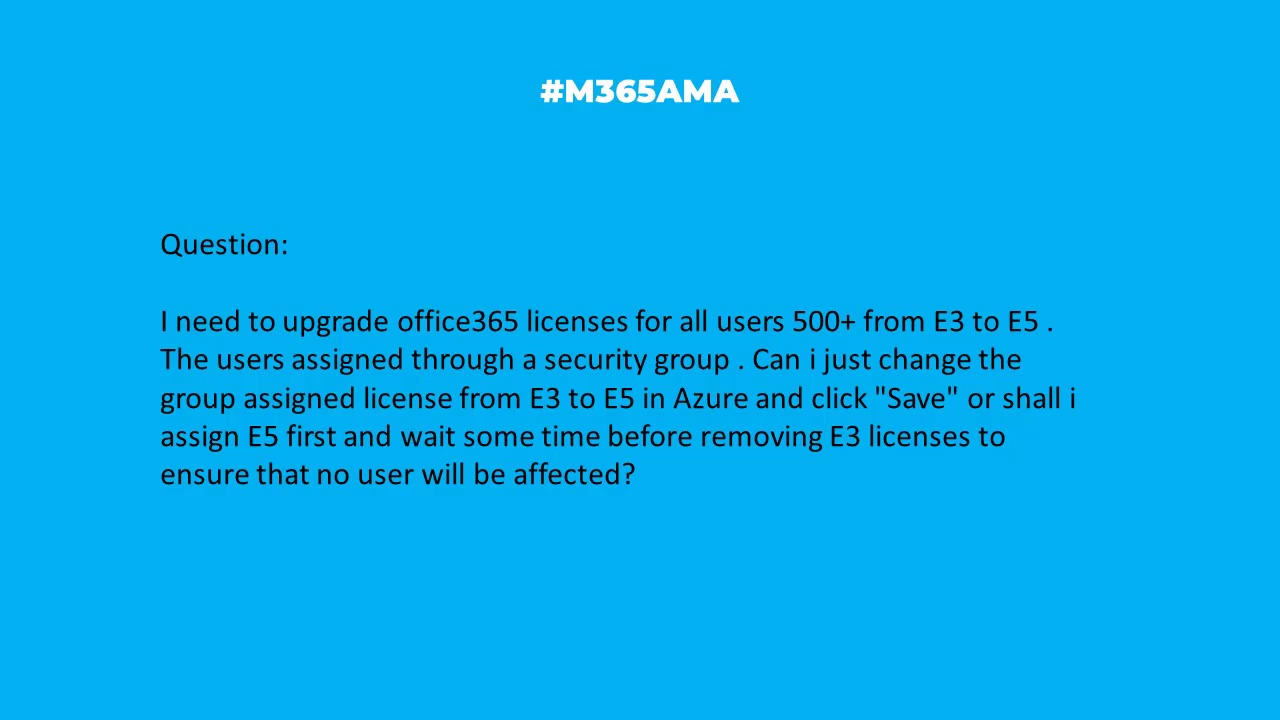 #M365AMA
Question:
I need to upgrade office365 licenses for all users 500+ from E3 to E5 .
The users assigned through a security group . Can i just change the
group assigned license from E3 to E5 in Azure and click "Save" or shall i
assign E5 first and wait some time before removing E3 licenses to
ensure that no user will be affected?